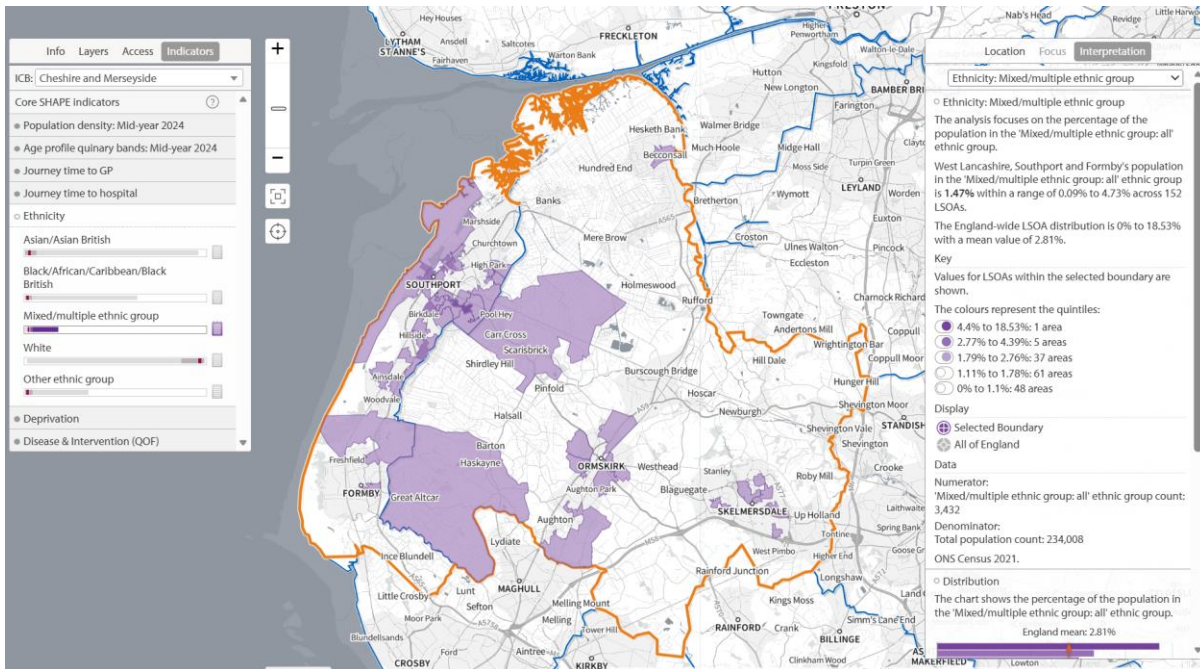 Info Layers Access Indicators
ICB: Cheshire and Merseyside
Core SHAPE indicators ?
Population density: Mid-year 2024
Age profile quinary bands: Mid-year 2024
Journey time to GP
Journey time to hospital
Ethnicity
Asian/Asian British
Black/African/Caribbean/Black
British
Mixed/multiple ethnic group
White
Other ethnic group
Deprivation
Disease & Intervention (QOF)
+
−
Hey Houses
Ansdell
Saltcotes
LYTHAM
ST ANNE'S
Fairhaven
Warton Bank
FRECKLETON
PRESTON
Higher
Penwortham
Walton-le-Dale
Kingsfold
Nab's Head
Revidge
Hutton
New Longton
Farington
BAMBER BRI
Hesketh Bank
Walmer Bridge
Becconsall
Much Hoole
Midge Hall
Moss Side
Turpin Green
Hundred End
Wymott
LEYLAND
Worden
Banks
Bretherton
Marshside
A565
Croston
Cuerden
Churchtown
Mere Brow
Ulnes Walton
Eccleston
Pincock
High Park
SOUTHPORT
Holmeswood
Charnock Richard
Birkdale
Pool Hey
Rufford
Hillside
Carr Cross
Towngate
Andertons Mill
Coppull
Scarisbrick
Wrightington Bar
Shirdley Hill
Hill Dale
Coppull Moor
Ainsdale
Burscough Bridge
Woodvale
Pinfold
Hunger Hill
Hoscar
Shevington Moor
Halsall
A59
Newburgh
STANDISH
Shevington Vale
Barton
Shevington
Freshfield
Haskayne
ORMSKIRK
Westhead
Stanley
Crooke
FORMBY
Aughton Park
Blaguegate
A577
Roby Mill
Great Altcar
SKELMERSDALE
Up Holland
Laithwaite
Aughton
Spring Bank
Tontine
Lydiate
M58
Ince Blundell
West Pimbo
Higher End
A565
Rainford Junction
Longshaw
A571
Little Crosby
Lunt
MAGHULL
Kings Moss
Sefton
Melling Mount
Moor Park
A5758
Melling
Tower Hill
Simm's Lane End
RAINFORD
Crank
BILLINGE
Blundellsands
Ford
Aintree
CROSBY
KIRKBY
Clinkham Wood
MAKERFIELD
Lowton
Location Focus Interpretation
Ethnicity: Mixed/multiple ethnic group
Ethnicity: Mixed/multiple ethnic group
The analysis focuses on the percentage of the
population in the 'Mixed/multiple ethnic group: all'
ethnic group.
West Lancashire, Southport and Formby's population
in the 'Mixed/multiple ethnic group: all' ethnic group
is 1.47% within a range of 0.09% to 4.73% across 152
LSOAs.
The England-wide LSOA distribution is 0% to 18.53%
with a mean value of 2.81%.
Key
Values for LSOAs within the selected boundary are
shown.
The colours represent the quintiles:
4.4% to 18.53%: 1 area
2.77% to 4.39%: 5 areas
1.79% to 2.76%: 37 areas
1.11% to 1.78%: 61 areas
0% to 1.1%: 48 areas
Display
Selected Boundary
All of England
Data
Numerator:
'Mixed/multiple ethnic group: all' ethnic group count:
3,432
Denominator:
Total population count: 234,008
ONS Census 2021.
Distribution
The chart shows the percentage of the population in
the 'Mixed/multiple ethnic group: all' ethnic group.
England mean: 2.81%